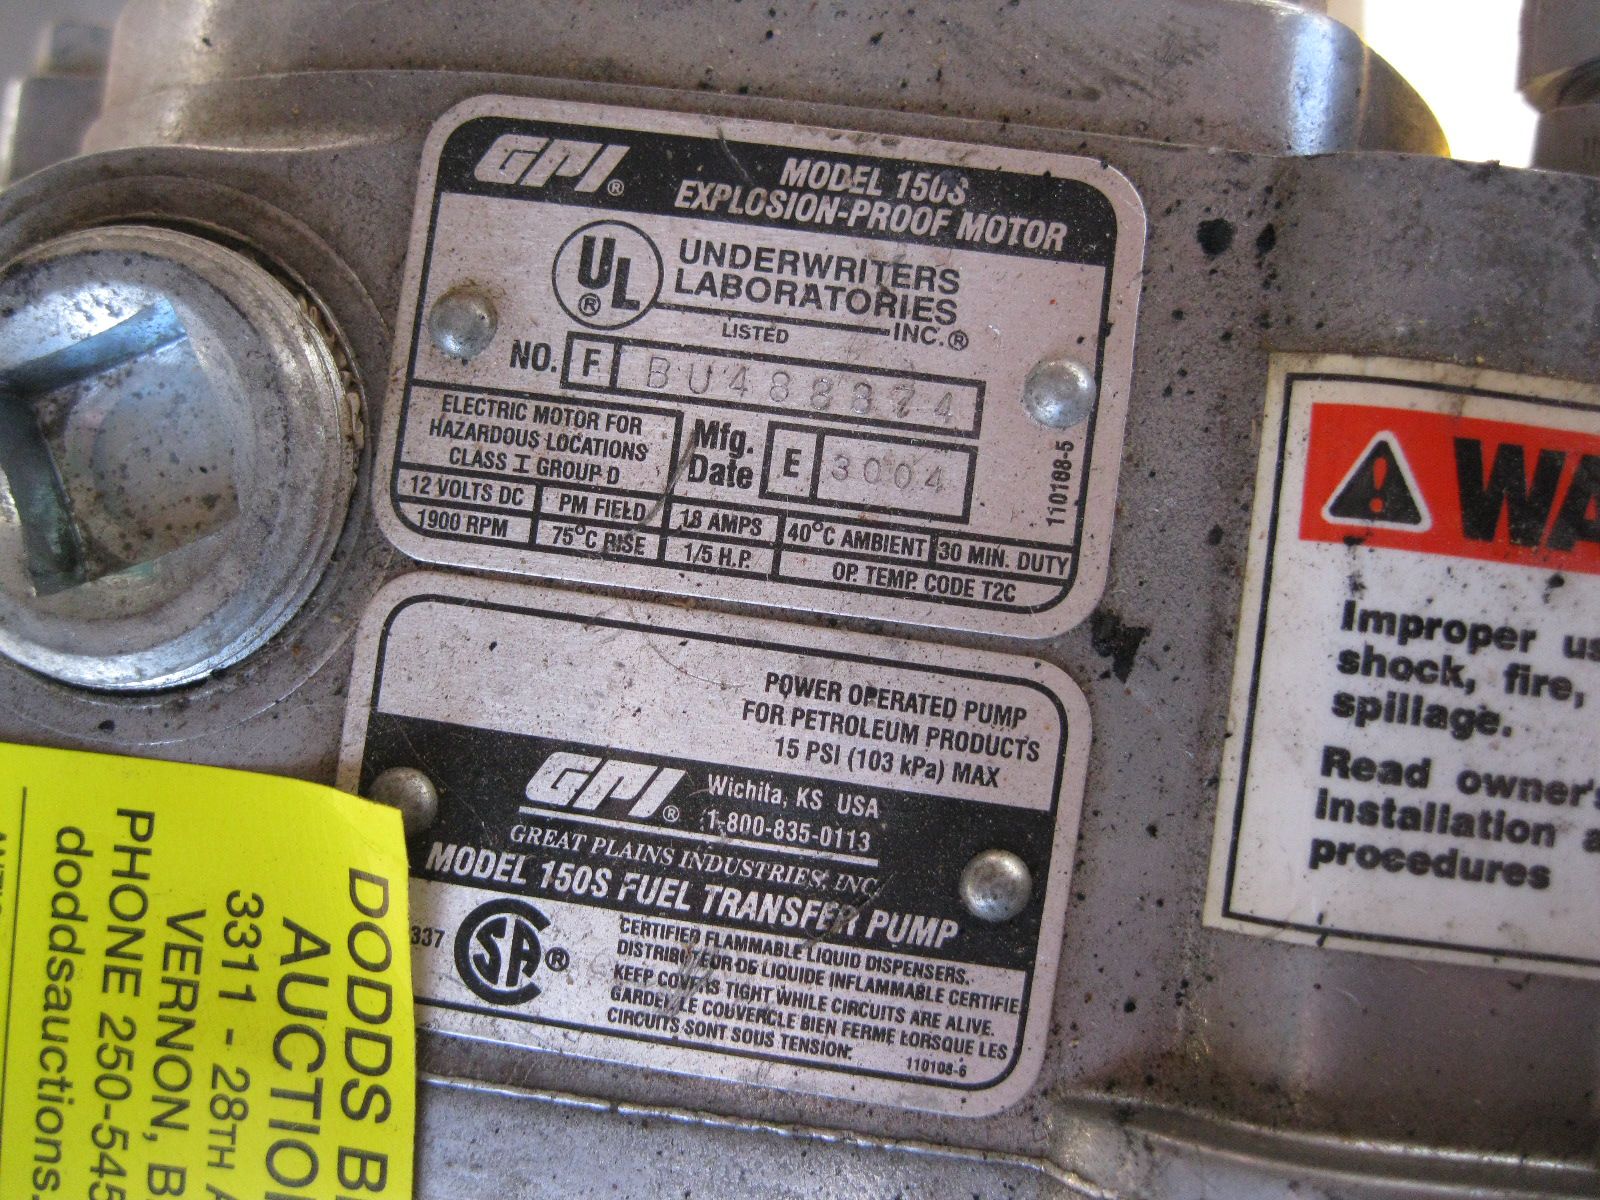 GPI®
MODEL 150S
EXPLOSION-PROOF MOTOR
UL®
UNDERWRITERS
LABORATORIES
INC.®
LISTED
NO. F BU488874
ELECTRIC MOTOR FOR
HAZARDOUS LOCATIONS
CLASS I GROUP D
Mfg.
Date E 3004
12 VOLTS DC PM FIELD 18 AMPS 40°C AMBIENT 30 MIN. DUTY
1900 RPM 75°C RISE 1/5 H.P. OP. TEMP. CODE T2C
110188-5
POWER OPERATED PUMP
FOR PETROLEUM PRODUCTS
15 PSI (103 kPa) MAX
GPI® Wichita, KS USA
1-800-835-0113
GREAT PLAINS INDUSTRIES, INC.
MODEL 150S FUEL TRANSFER PUMP
337 SA®
CERTIFIED FLAMMABLE LIQUID DISPENSERS.
DISTRIBUTEUR DE LIQUIDE INFLAMMABLE CERTIFIE
KEEP COVERS TIGHT WHILE CIRCUITS ARE ALIVE.
GARDER LE COUVERCLE BIEN FERME LORSQUE LES
CIRCUITS SONT SOUS TENSION.
110108-6
WA
Improper us
shock, fire,
spillage.
Read owner's
installation a
procedures
DODDS B
AUCTIO
3311 - 28TH A
VERNON, B
PHONE 250-545
doddsauctions.